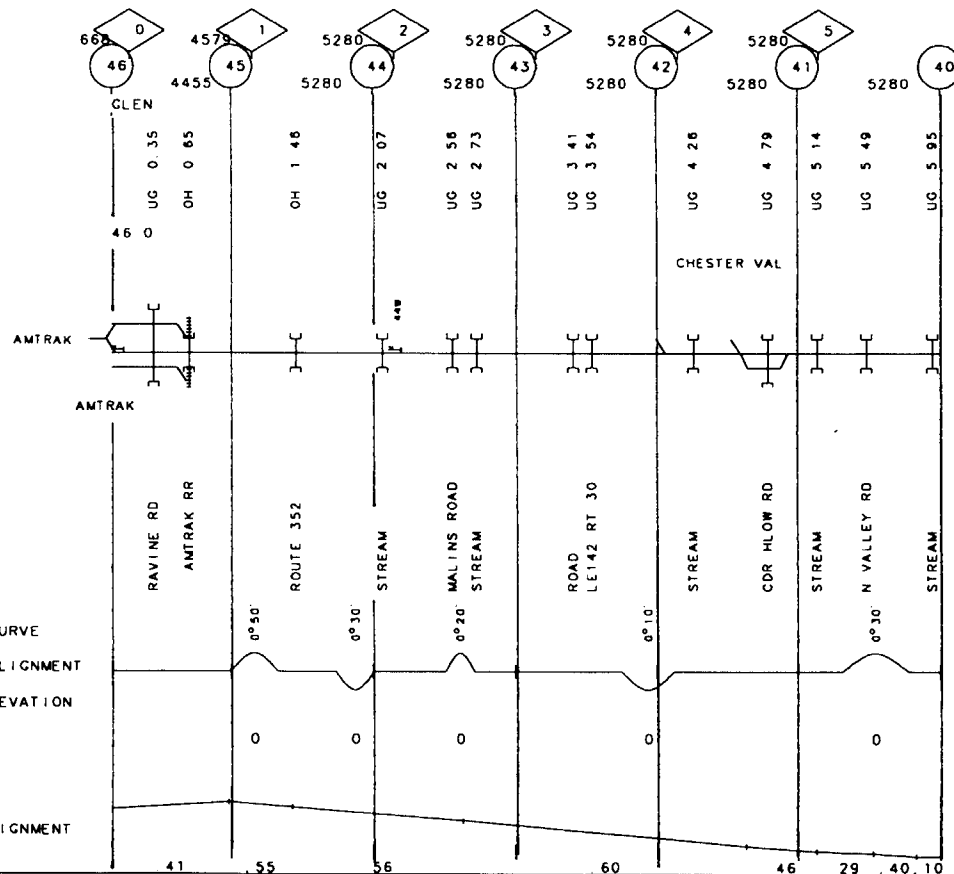 0 1 2 3 4 5
668 4579 5280 5280 5280 5280
46 45 44 43 42 41 40
4455 5280 5280 5280 5280 5280
GLEN
UG 0.35
OH 0 65
OH 1 46
UG 2 07
UG 2 56
UG 2 73
UG 3 41
UG 3 54
UG 4 26
UG 4 79
UG 5 14
UG 5 49
UG 5 95
46 0
CHESTER VAL
AMTRAK
AMTRAK
RAVINE RD
AMTRAK RR
ROUTE 352
STREAM
MALINS ROAD
STREAM
ROAD
LE142 RT 30
STREAM
CDR HLOW RD
STREAM
N VALLEY RD
STREAM
URVE
0°50' 0°30' 0°20' 0°10' 0°30'
LIGNMENT
EVATION
0 0 0 0 0
IGNMENT
.41 .55 .56 .60 46 29 .40.10